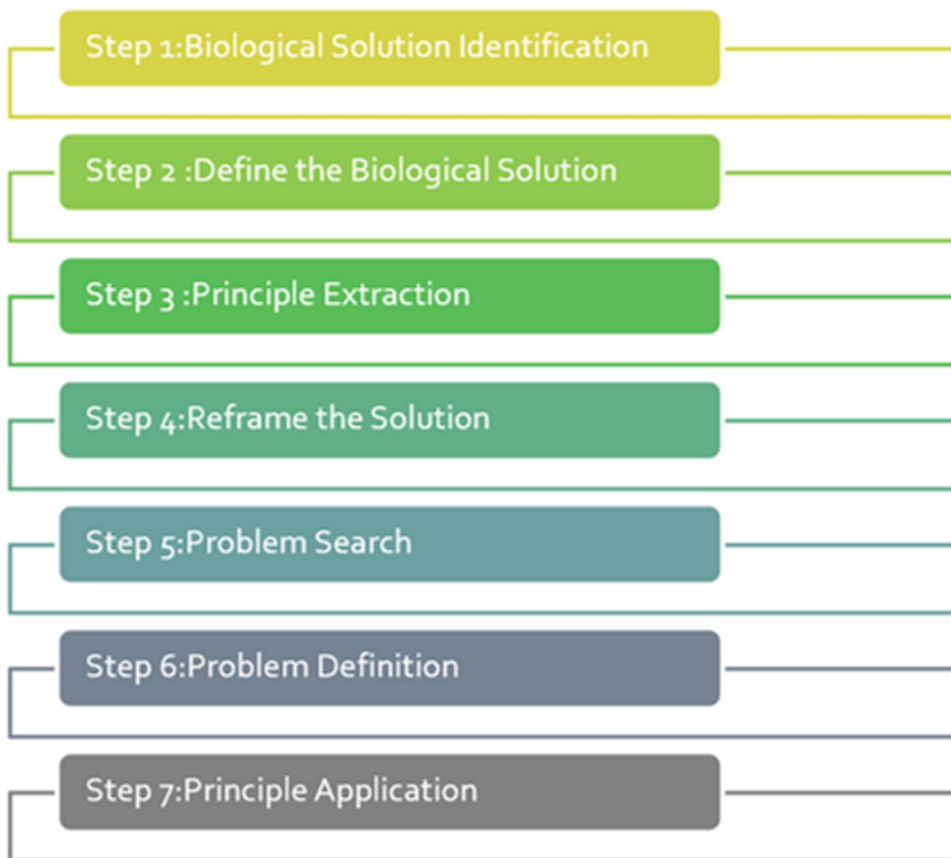 Step 1:Biological Solution Identification
Step 2 :Define the Biological Solution
Step 3 :Principle Extraction
Step 4:Reframe the Solution
Step 5:Problem Search
Step 6:Problem Definition
Step 7:Principle Application